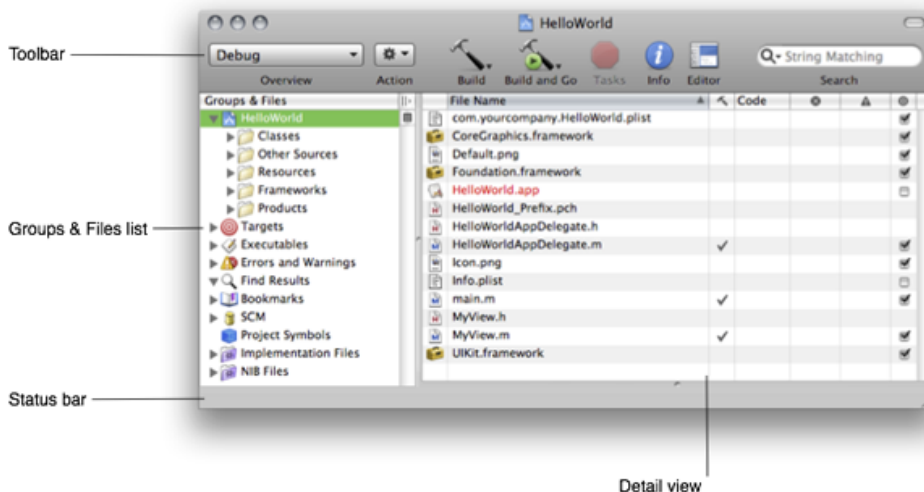 HelloWorld
Toolbar
Debug
String Matching
Overview
Action
Build
Build and Go
Tasks
Info
Editor
Search
Groups & Files
File Name
Code
HelloWorld
Classes
Other Sources
Resources
Frameworks
Products
Groups & Files list
Targets
Executables
Errors and Warnings
Find Results
Bookmarks
SCM
Project Symbols
Implementation Files
NIB Files
com.yourcompany.HelloWorld.plist
CoreGraphics.framework
Default.png
Foundation.framework
HelloWorld.app
HelloWorld_Prefix.pch
HelloWorldAppDelegate.h
HelloWorldAppDelegate.m
Icon.png
Info.plist
main.m
MyView.h
MyView.m
UIKit.framework
Status bar
Detail view